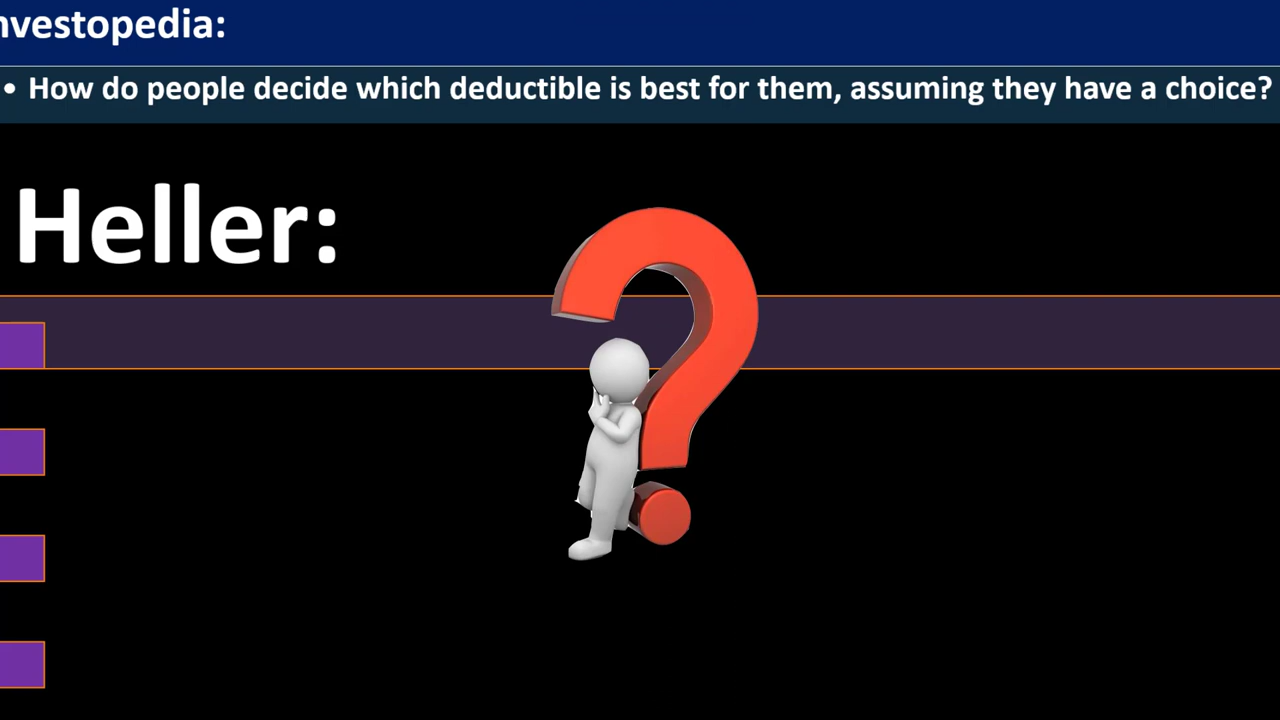 nvestopedia:
• How do people decide which deductible is best for them, assuming they have a choice?
Heller:
?